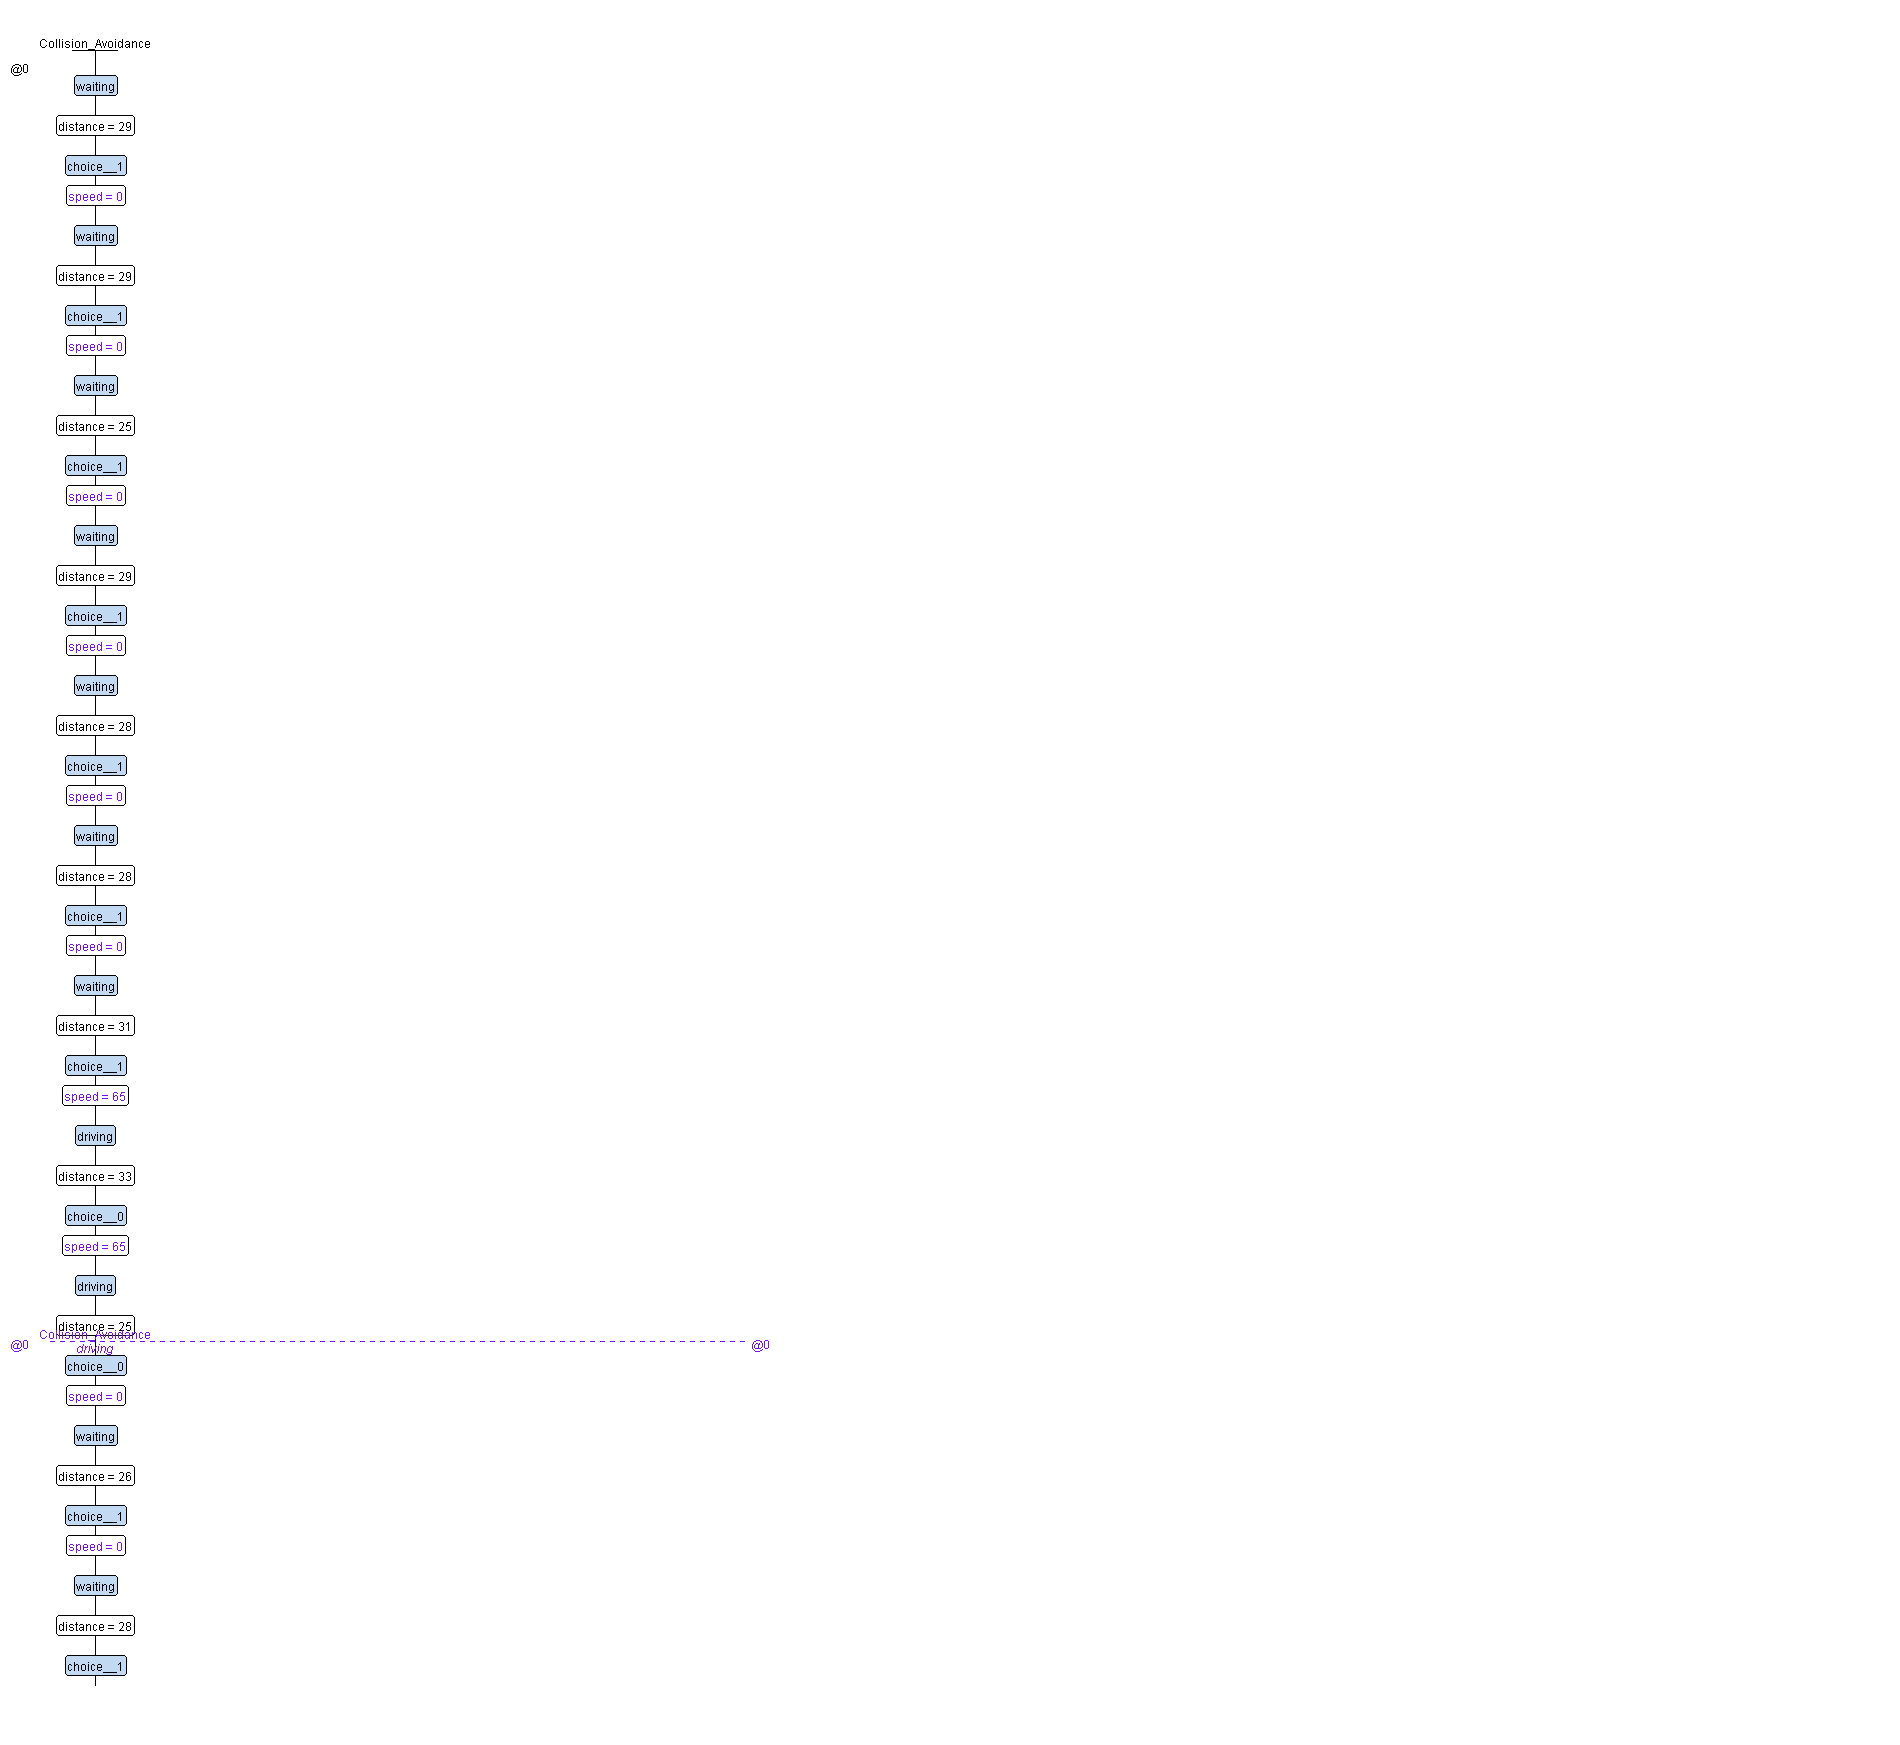 Collision_Avoidance
@0
waiting
distance = 29
choice__1
speed = 0
waiting
distance = 29
choice__1
speed = 0
waiting
distance = 25
choice__1
speed = 0
waiting
distance = 29
choice__1
speed = 0
waiting
distance = 28
choice__1
speed = 0
waiting
distance = 28
choice__1
speed = 0
waiting
distance = 31
choice__1
speed = 65
driving
distance = 33
choice__0
speed = 65
driving
distance = 25
Collision_Avoidance
@0 @0
driving
choice__0
speed = 0
waiting
distance = 26
choice__1
speed = 0
waiting
distance = 28
choice__1